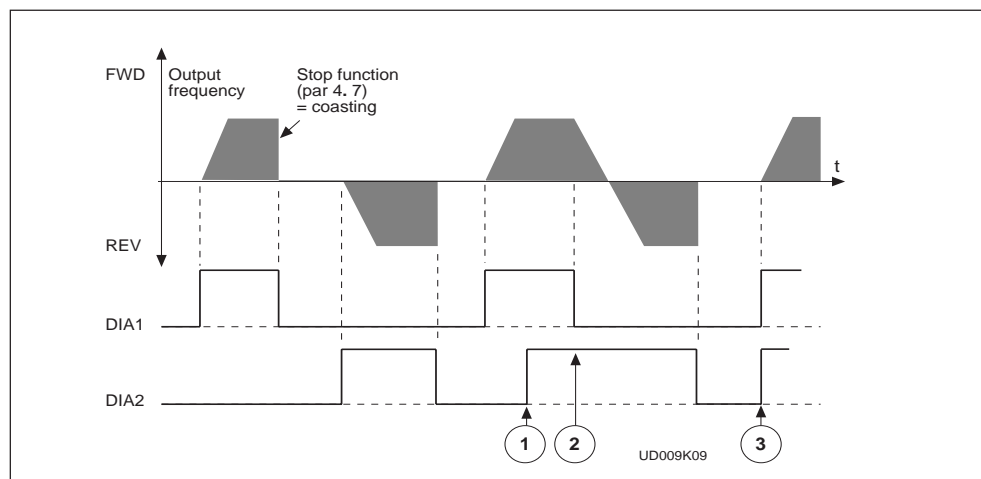 FWD
Output
frequency
Stop function
(par 4. 7)
= coasting
t
REV
DIA1
DIA2
1
2
3
UD009K09